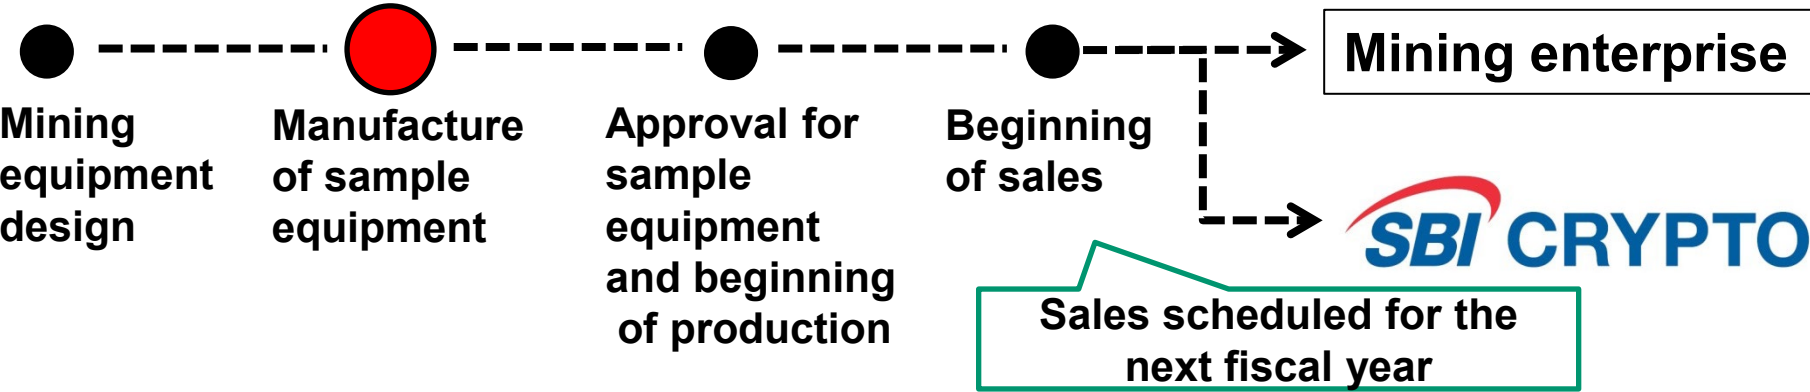 Mining enterprise
Mining
equipment
design
Manufacture
of sample
equipment
Approval for
sample
equipment
and beginning
of production
Beginning
of sales
SBI CRYPTO
Sales scheduled for the
next fiscal year